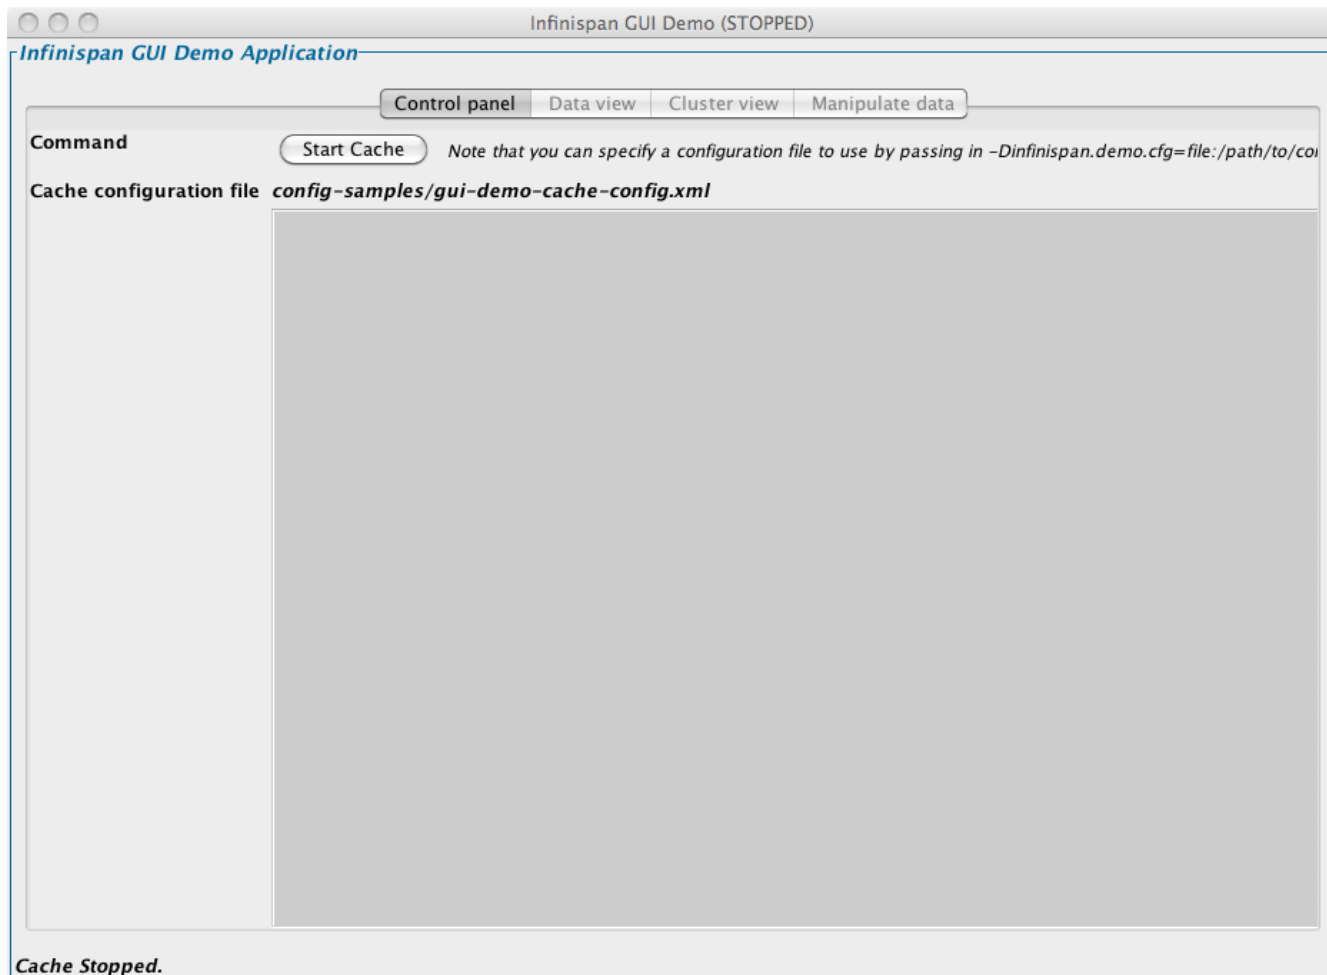 Infinispan GUI Demo (STOPPED)
Infinispan GUI Demo Application
Control panel Data view Cluster view Manipulate data
Command Start Cache Note that you can specify a configuration file to use by passing in -Dinfinispan.demo.cfg=file:/path/to/co
Cache configuration file config-samples/gui-demo-cache-config.xml
Cache Stopped.